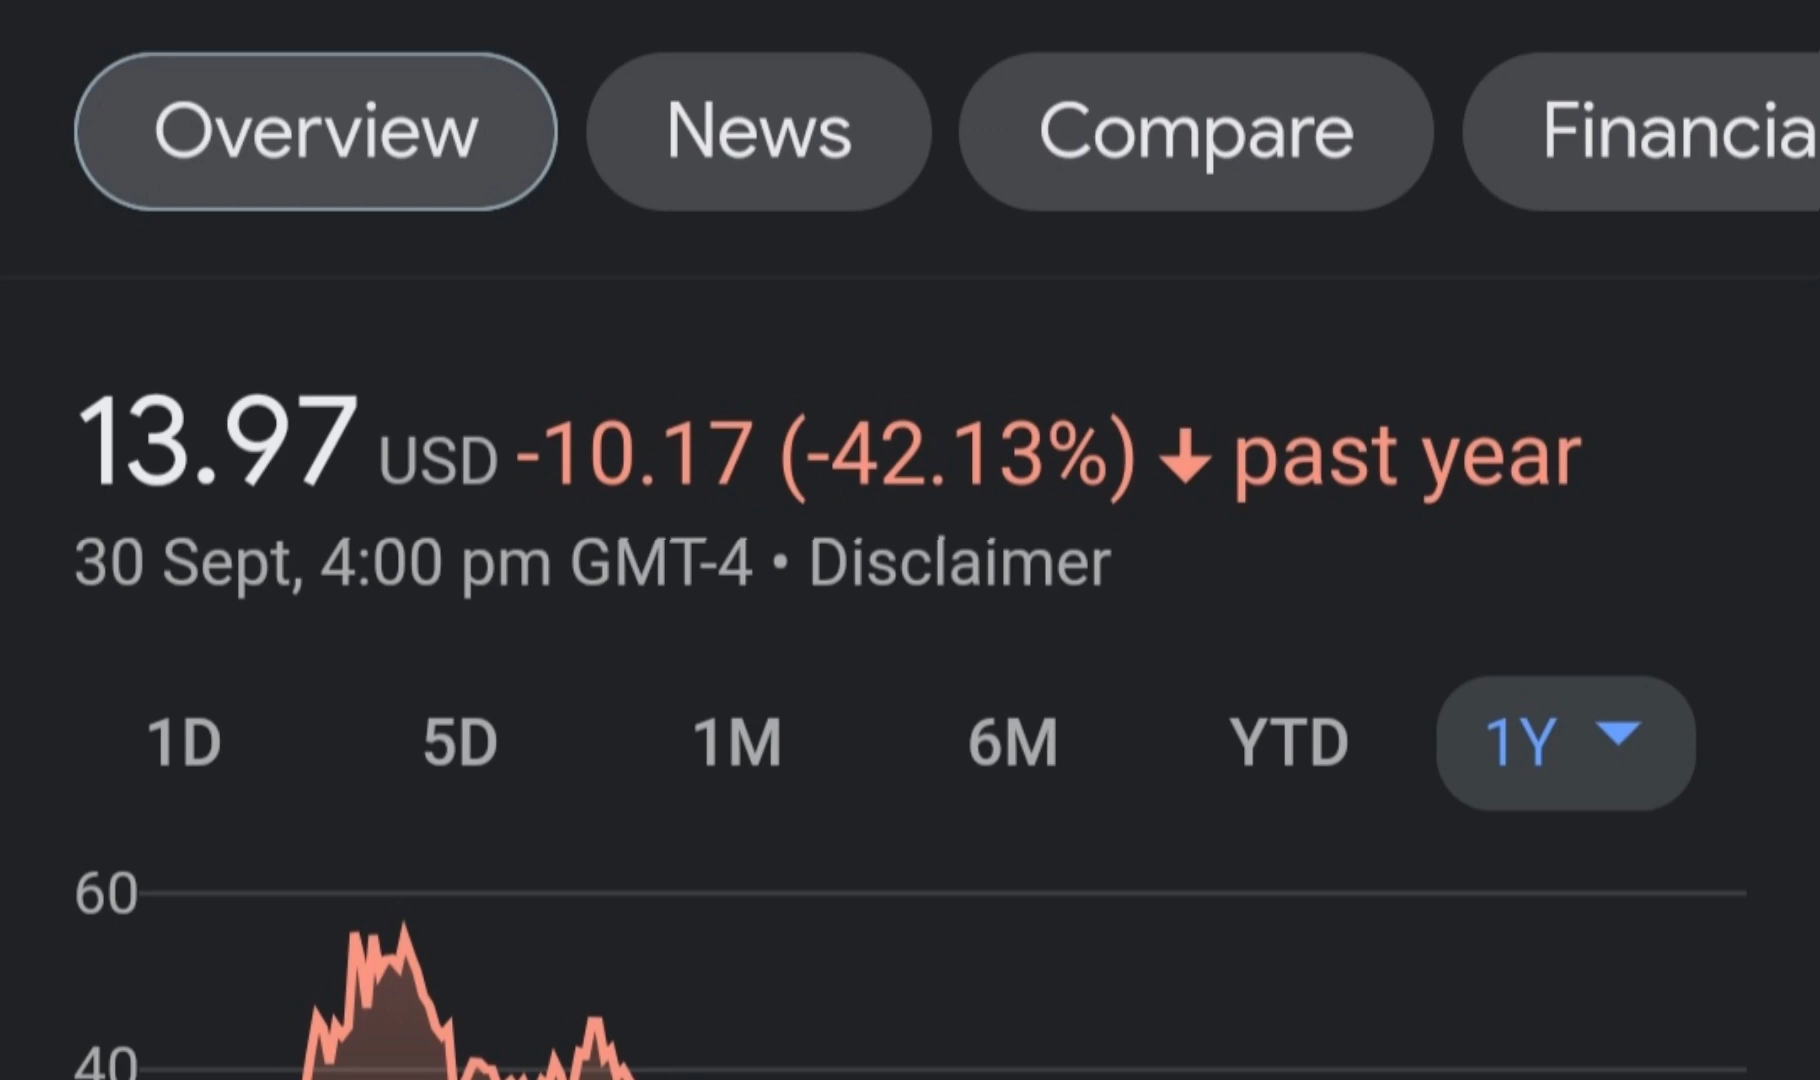 Overview News Compare Financia
13.97 USD -10.17 (-42.13%) ↓ past year
30 Sept, 4:00 pm GMT-4 • Disclaimer
1D 5D 1M 6M YTD 1Y
60
40